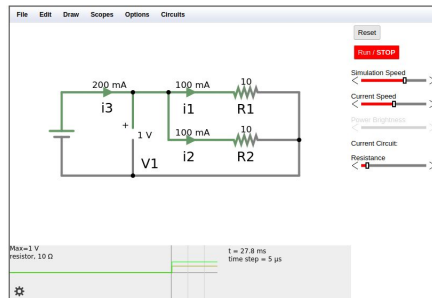 File Edit Draw Scopes Options Circuits
Reset
Run / STOP
Simulation Speed
Current Speed
Power Brightness
Current Circuit:
Resistance
200 mA
100 mA
10
i3
i1
R1
+
1 V
100 mA
10
V1
i2
R2
Max=1 V
resistor, 10 Ω
t = 27.8 ms
time step = 5 µs